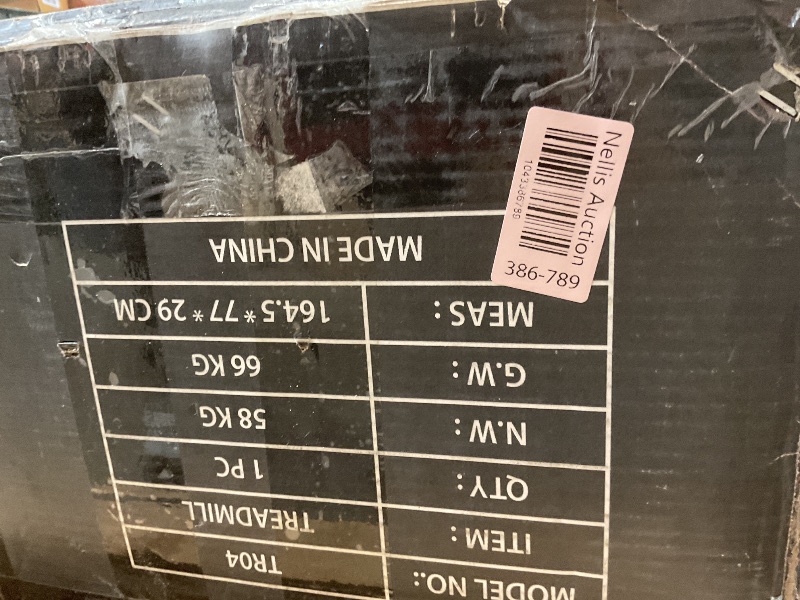 MODEL NO.: TR04
ITEM: TREADMILL
QTY: 1 PC
N.W: 58 KG
G.W: 66 KG
MEAS: 164.5*77*29 CM
MADE IN CHINA
Nellis Auction
386-789